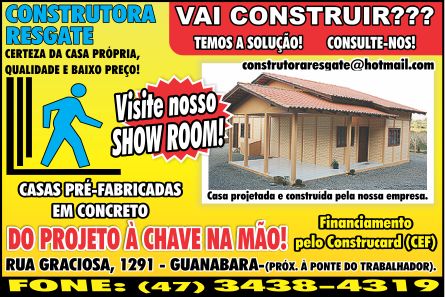 CONSTRUTORA
RESGATE
CERTEZA DA CASA PRÓPRIA,
QUALIDADE E BAIXO PREÇO!
VAI CONSTRUIR???
TEMOS A SOLUÇÃO! CONSULTE-NOS!
construtoraresgate@hotmail.com
Visite nosso
SHOW ROOM!
Casa projetada e construída pela nossa empresa.
CASAS PRÉ-FABRICADAS
EM CONCRETO
DO PROJETO À CHAVE NA MÃO!
Financiamento
pelo Construcard (CEF)
RUA GRACIOSA, 1291 - GUANABARA-(PRÓX. À PONTE DO TRABALHADOR).
FONE: (47) 3438-4319